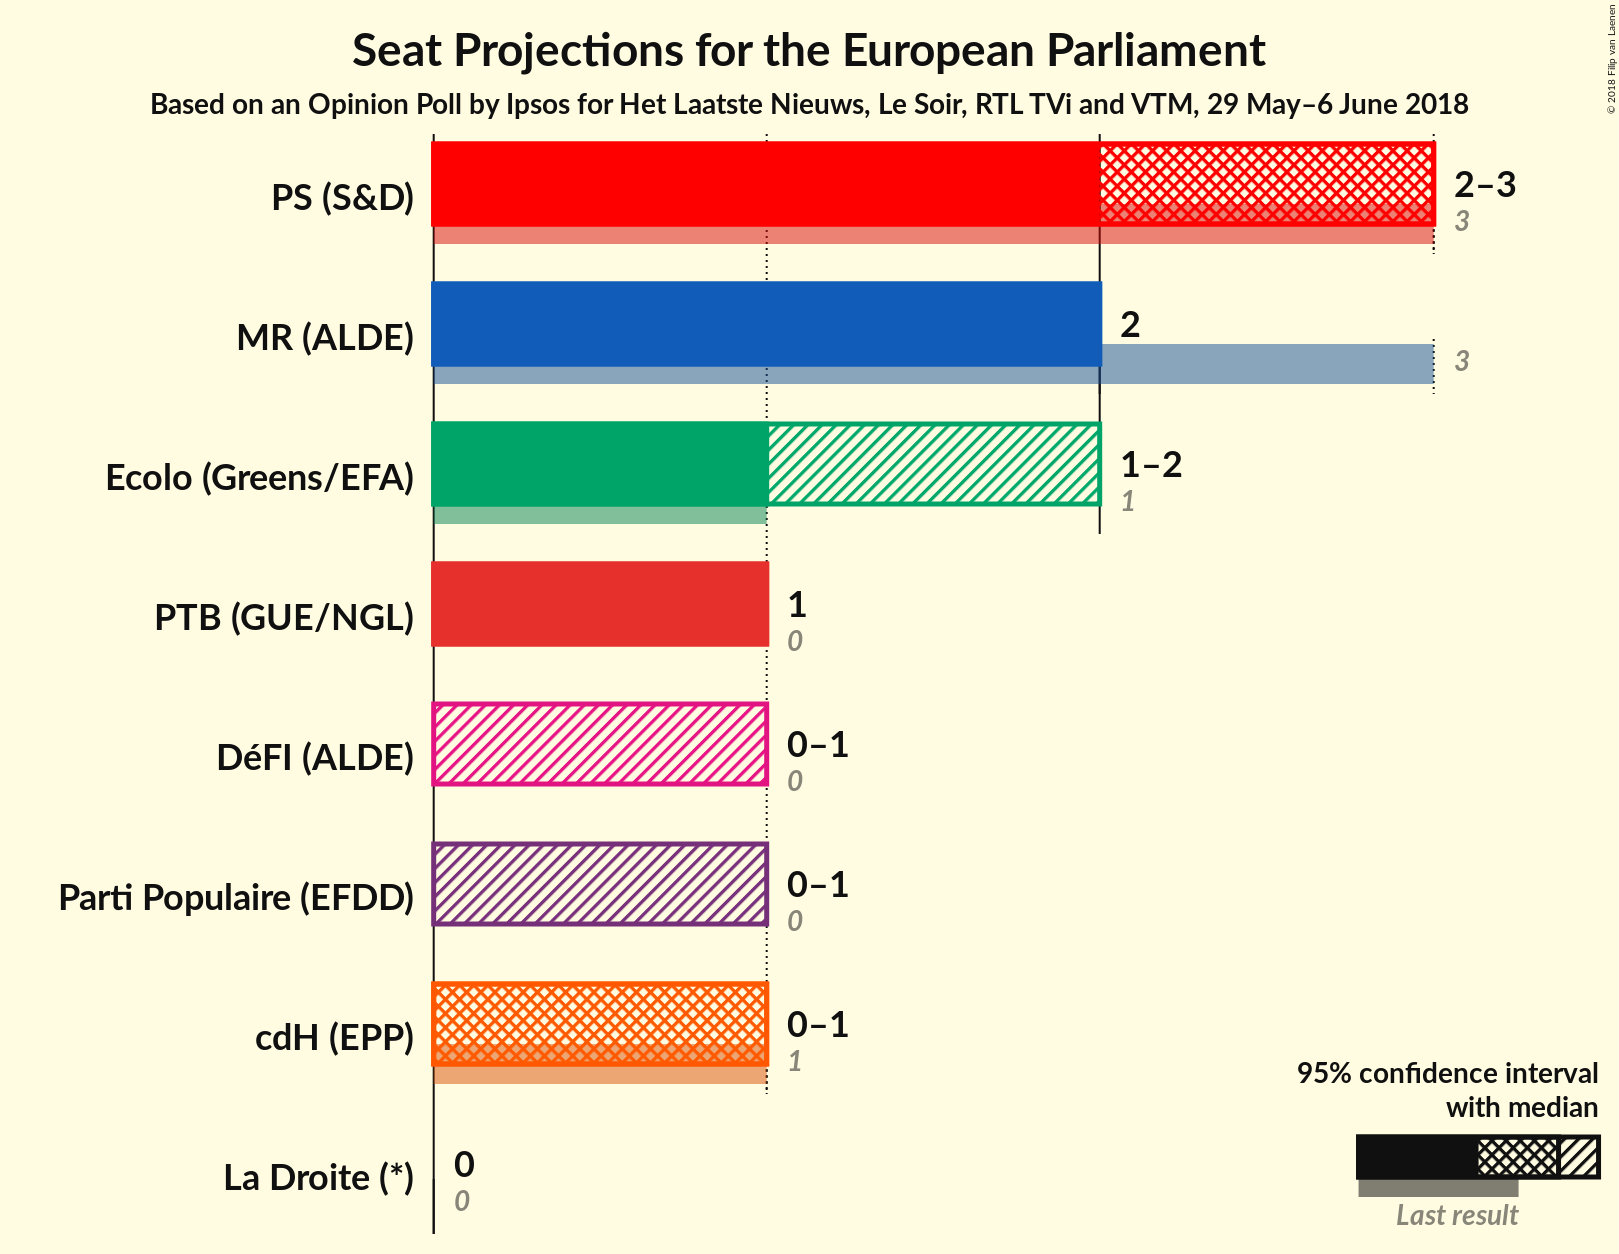 Seat Projections for the European Parliament
Based on an Opinion Poll by Ipsos for Het Laatste Nieuws, Le Soir, RTL TVi and VTM, 29 May–6 June 2018
© 2018 Filip van Laenen
PS (S&D)
2–3
3
MR (ALDE)
2
3
Ecolo (Greens/EFA)
1–2
1
PTB (GUE/NGL)
1
0
DéFI (ALDE)
0–1
0
Parti Populaire (EFDD)
0–1
0
cdH (EPP)
0–1
1
La Droite (*)
0
0
95% confidence interval
with median
Last result